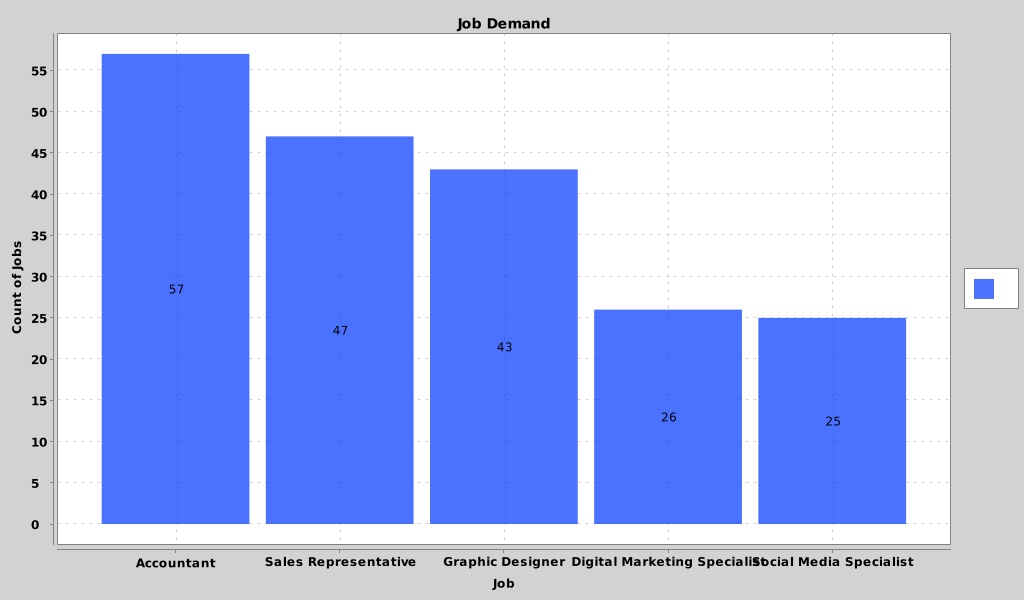 Job Demand
Count of Jobs
55
50
45
40
35
30
25
20
15
10
5
0
57
47
43
26
25
Accountant
Sales Representative
Graphic Designer
Digital Marketing Specialist
Social Media Specialist
Job